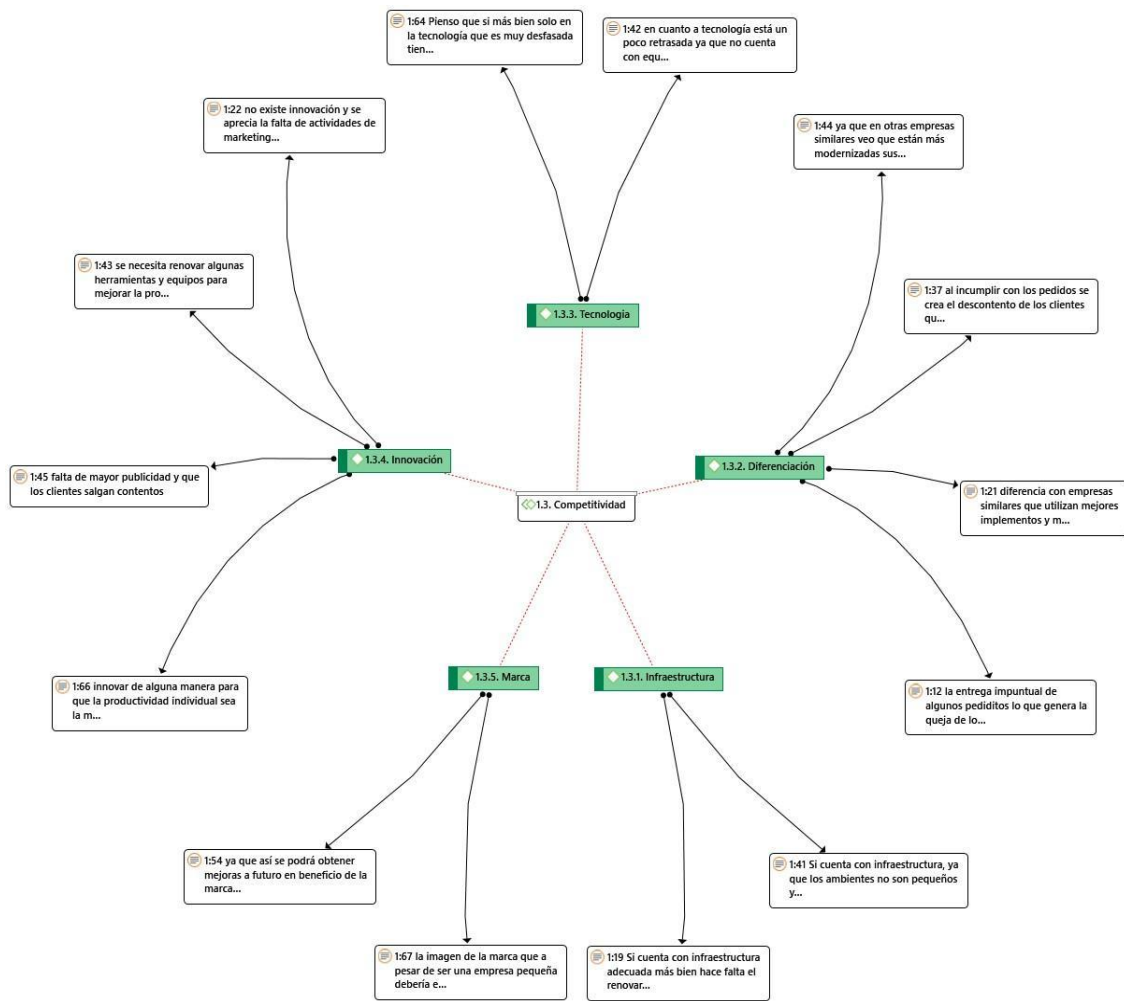 1:64 Pienso que si más bien solo en
la tecnología que es muy desfasada
tien...
1:42 en cuanto a tecnología está un
poco retrasada ya que no cuenta
con equ...
1:22 no existe innovación y se
aprecia la falta de actividades de
marketing...
1:44 ya que en otras empresas
similares veo que están más
modernizadas sus...
1:43 se necesita renovar algunas
herramientas y equipos para
mejorar la pro...
1:37 al incumplir con los pedidos se
crea el descontento de los clientes
qu...
1.3.3. Tecnología
1.3.4. Innovación
1.3.2. Diferenciación
1:45 falta de mayor publicidad y que
los clientes salgan contentos
1:21 diferencia con empresas
similares que utilizan mejores
implementos y m...
1.3. Competitividad
1.3.5. Marca
1.3.1. Infraestructura
1:66 innovar de alguna manera para
que la productividad individual sea
la m...
1:12 la entrega impuntual de
algunos pedíditos lo que genera la
queja de lo...
1:54 ya que así se podrá obtener
mejoras a futuro en beneficio de la
marca...
1:41 Si cuenta con infraestructura, ya
que los ambientes no son pequeños
y...
1:67 la imagen de la marca que a
pesar de ser una empresa pequeña
debería e...
1:19 Si cuenta con infraestructura
adecuada más bien hace falta el
renovar...